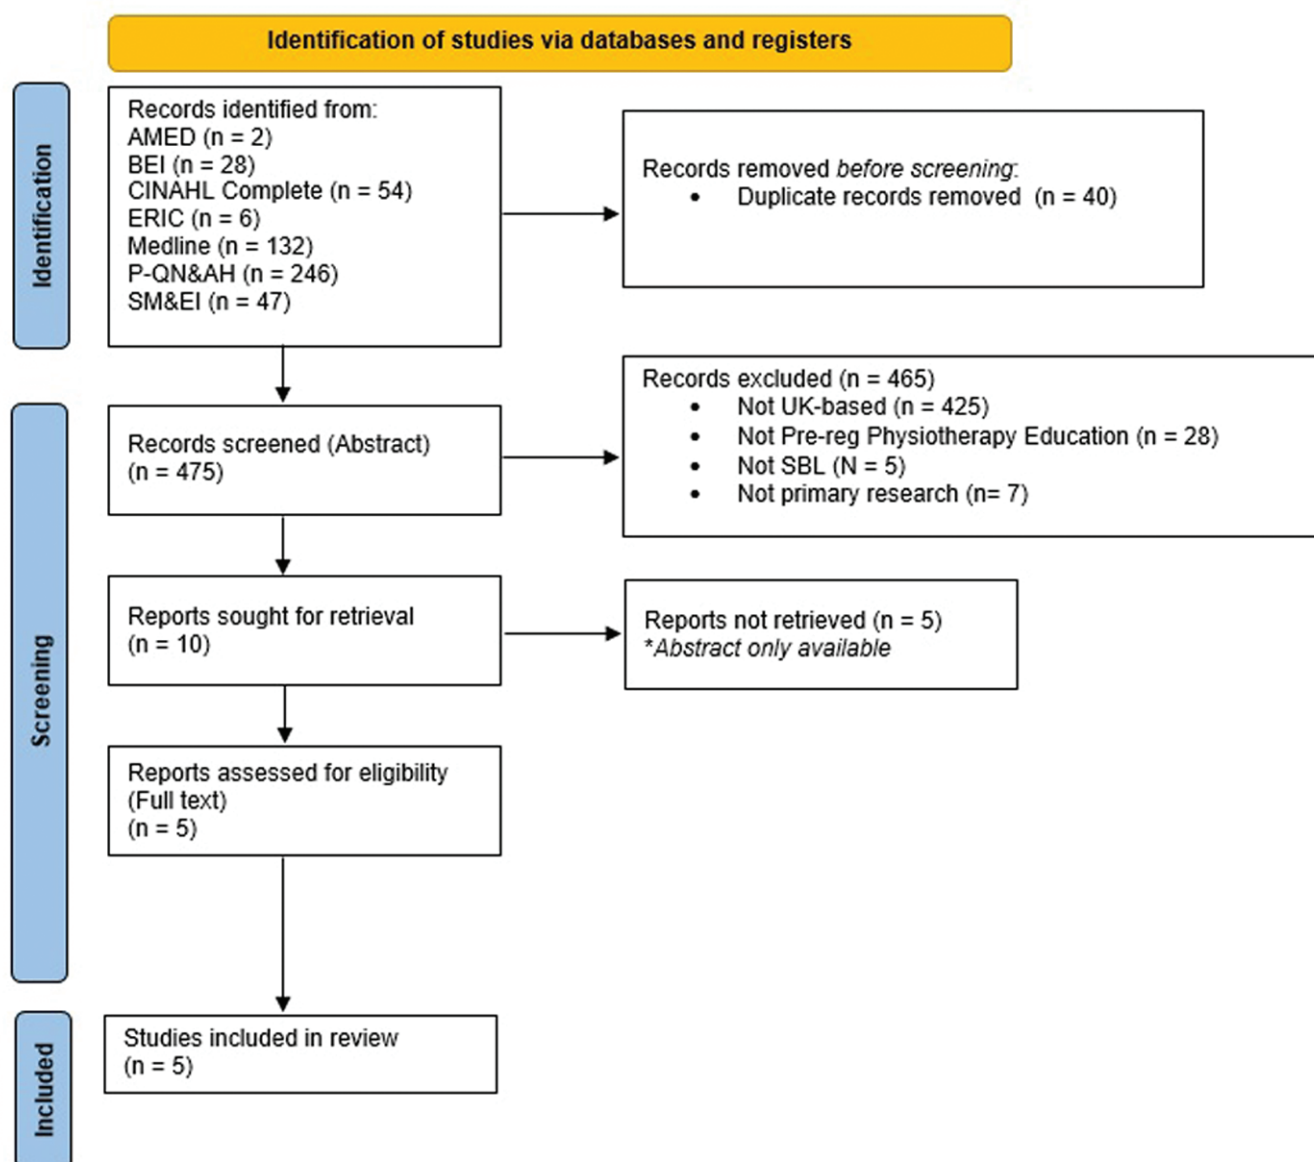 Identification of studies via databases and registers
Identification
Records identified from:
AMED (n = 2)
BEI (n = 28)
CINAHL Complete (n = 54)
ERIC (n = 6)
Medline (n = 132)
P-QN&AH (n = 246)
SM&EI (n = 47)
Records removed before screening:
• Duplicate records removed (n = 40)
Screening
Records screened (Abstract)
(n = 475)
Records excluded (n = 465)
• Not UK-based (n = 425)
• Not Pre-reg Physiotherapy Education (n = 28)
• Not SBL (N = 5)
• Not primary research (n= 7)
Reports sought for retrieval
(n = 10)
Reports not retrieved (n = 5)
*Abstract only available
Reports assessed for eligibility
(Full text)
(n = 5)
Included
Studies included in review
(n = 5)